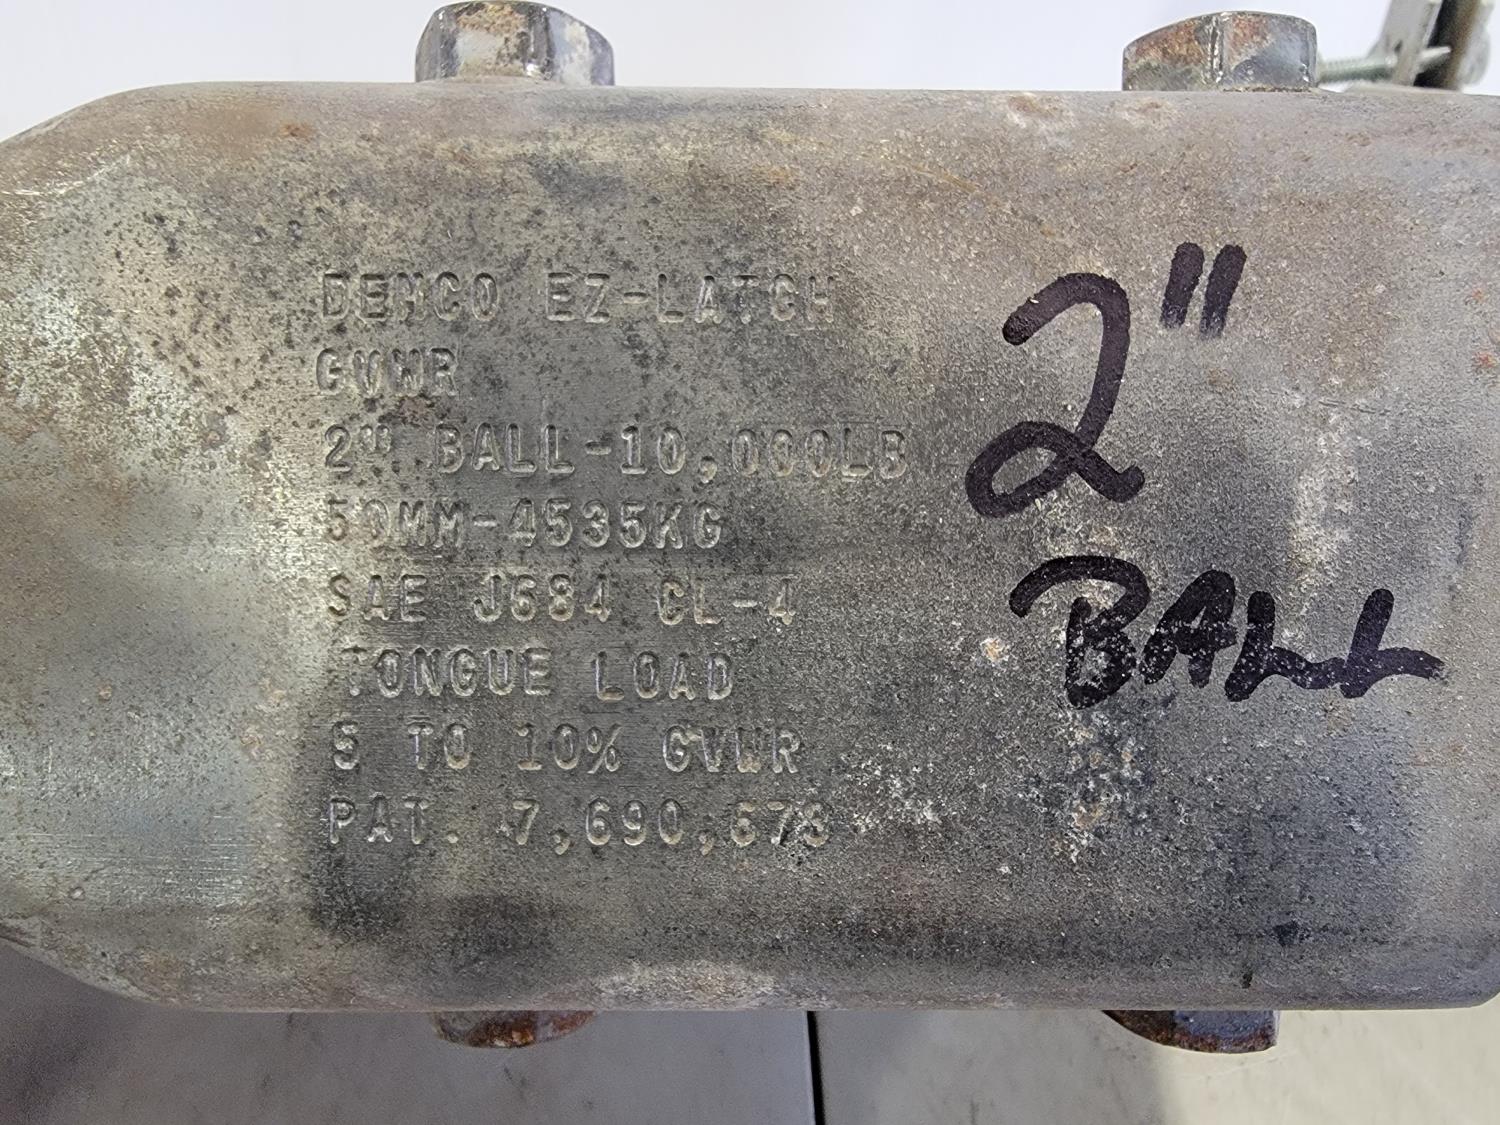 DEMCO EZ-LATCH
GVWR
2" BALL-10,000LB
50MM-4535KG
SAE J684 CL-4
TONGUE LOAD
5 TO 10% GVWR
PAT. 7,690,673
2"
BALL